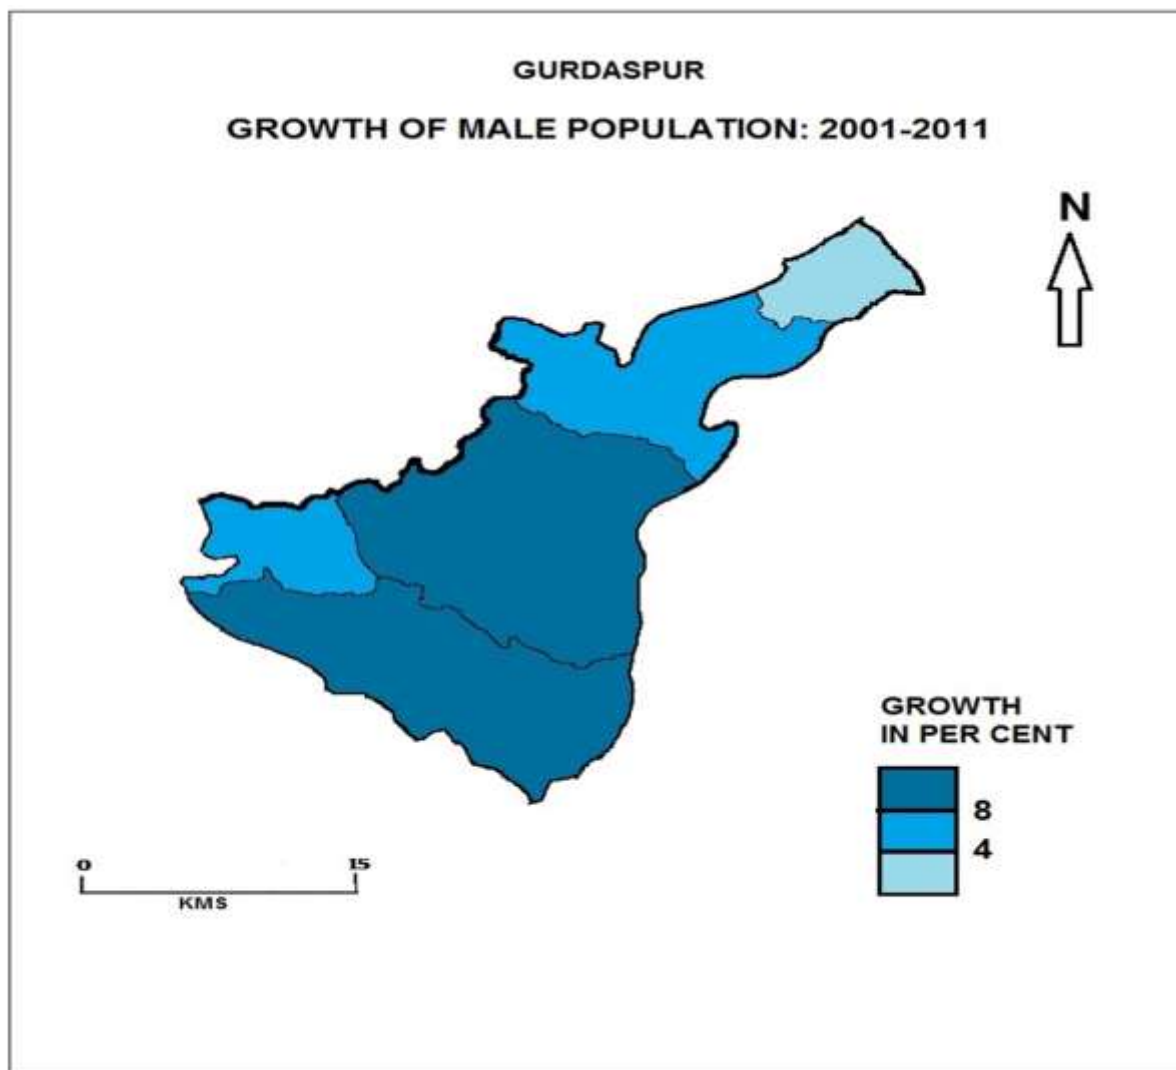 GURDASPUR
GROWTH OF MALE POPULATION: 2001-2011
N
GROWTH
IN PER CENT
8
4
0 15
KMS